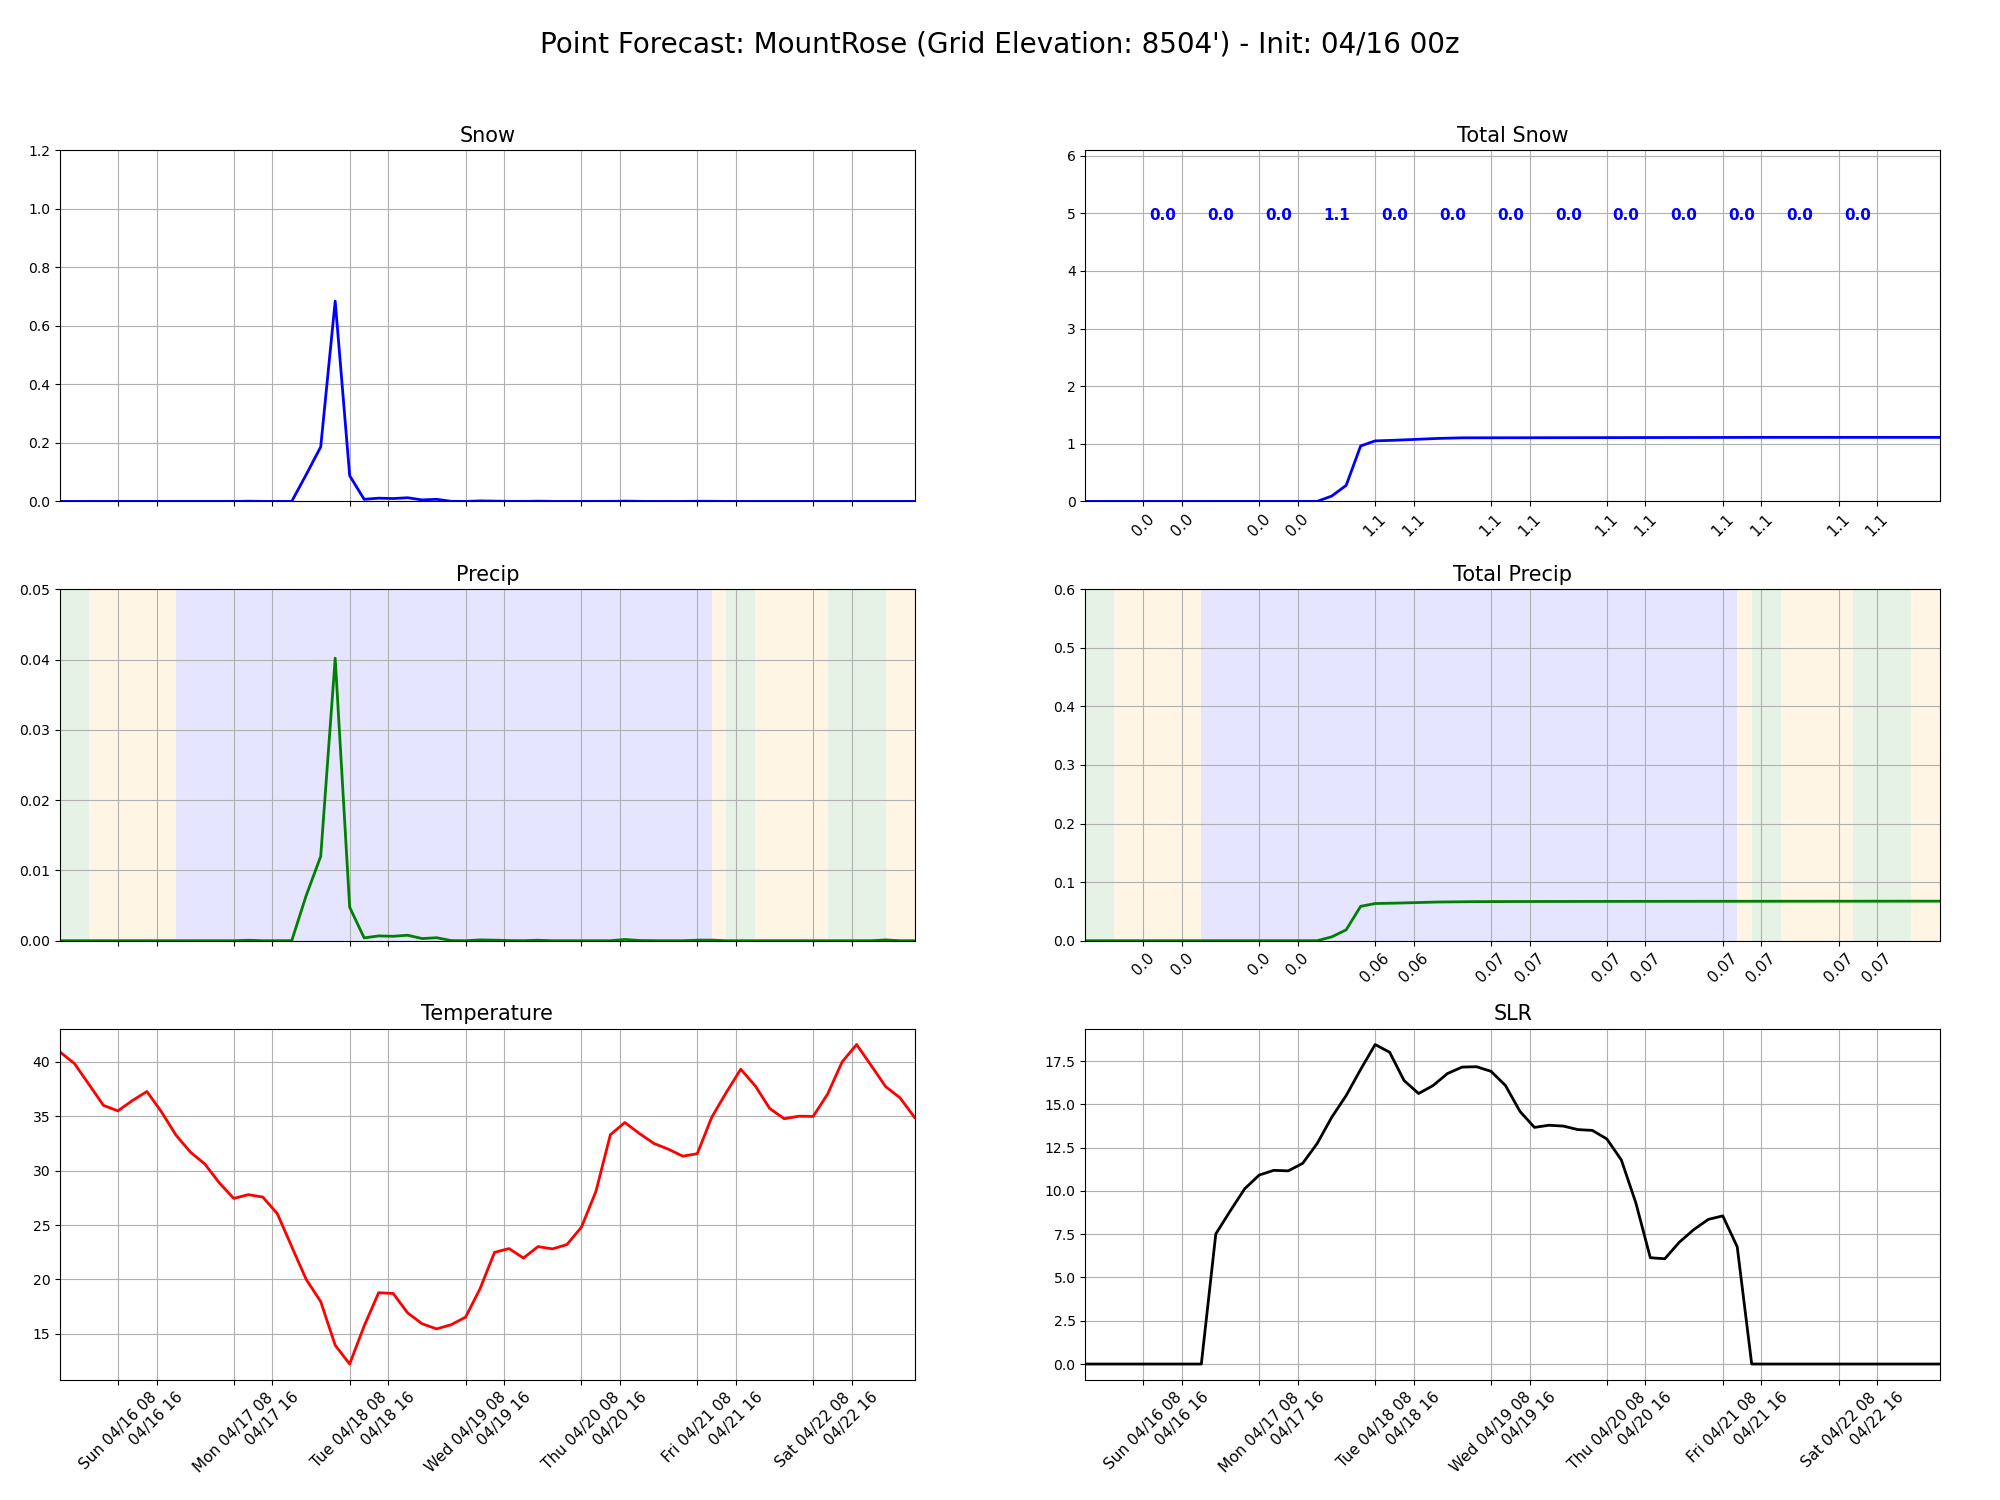 Point Forecast: MountRose (Grid Elevation: 8504') - Init: 04/16 00z
Snow
1.2
1.0
0.8
0.6
0.4
0.2
0.0
Total Snow
6
5
4
3
2
1
0
0.0 0.0 0.0 1.1 0.0 0.0 0.0 0.0 0.0 0.0 0.0 0.0 0.0
0.0 0.0 0.0 0.0 1.1 1.1 1.1 1.1 1.1 1.1 1.1 1.1 1.1 1.1
Precip
0.05
0.04
0.03
0.02
0.01
0.00
Total Precip
0.6
0.5
0.4
0.3
0.2
0.1
0.0
0.0 0.0 0.0 0.0 0.06 0.06 0.07 0.07 0.07 0.07 0.07 0.07 0.07 0.07
Temperature
40
35
30
25
20
15
Sun 04/16 08
04/16 16
Mon 04/17 08
04/17 16
Tue 04/18 08
04/18 16
Wed 04/19 08
04/19 16
Thu 04/20 08
04/20 16
Fri 04/21 08
04/21 16
Sat 04/22 08
04/22 16
SLR
17.5
15.0
12.5
10.0
7.5
5.0
2.5
0.0
Sun 04/16 08
04/16 16
Mon 04/17 08
04/17 16
Tue 04/18 08
04/18 16
Wed 04/19 08
04/19 16
Thu 04/20 08
04/20 16
Fri 04/21 08
04/21 16
Sat 04/22 08
04/22 16